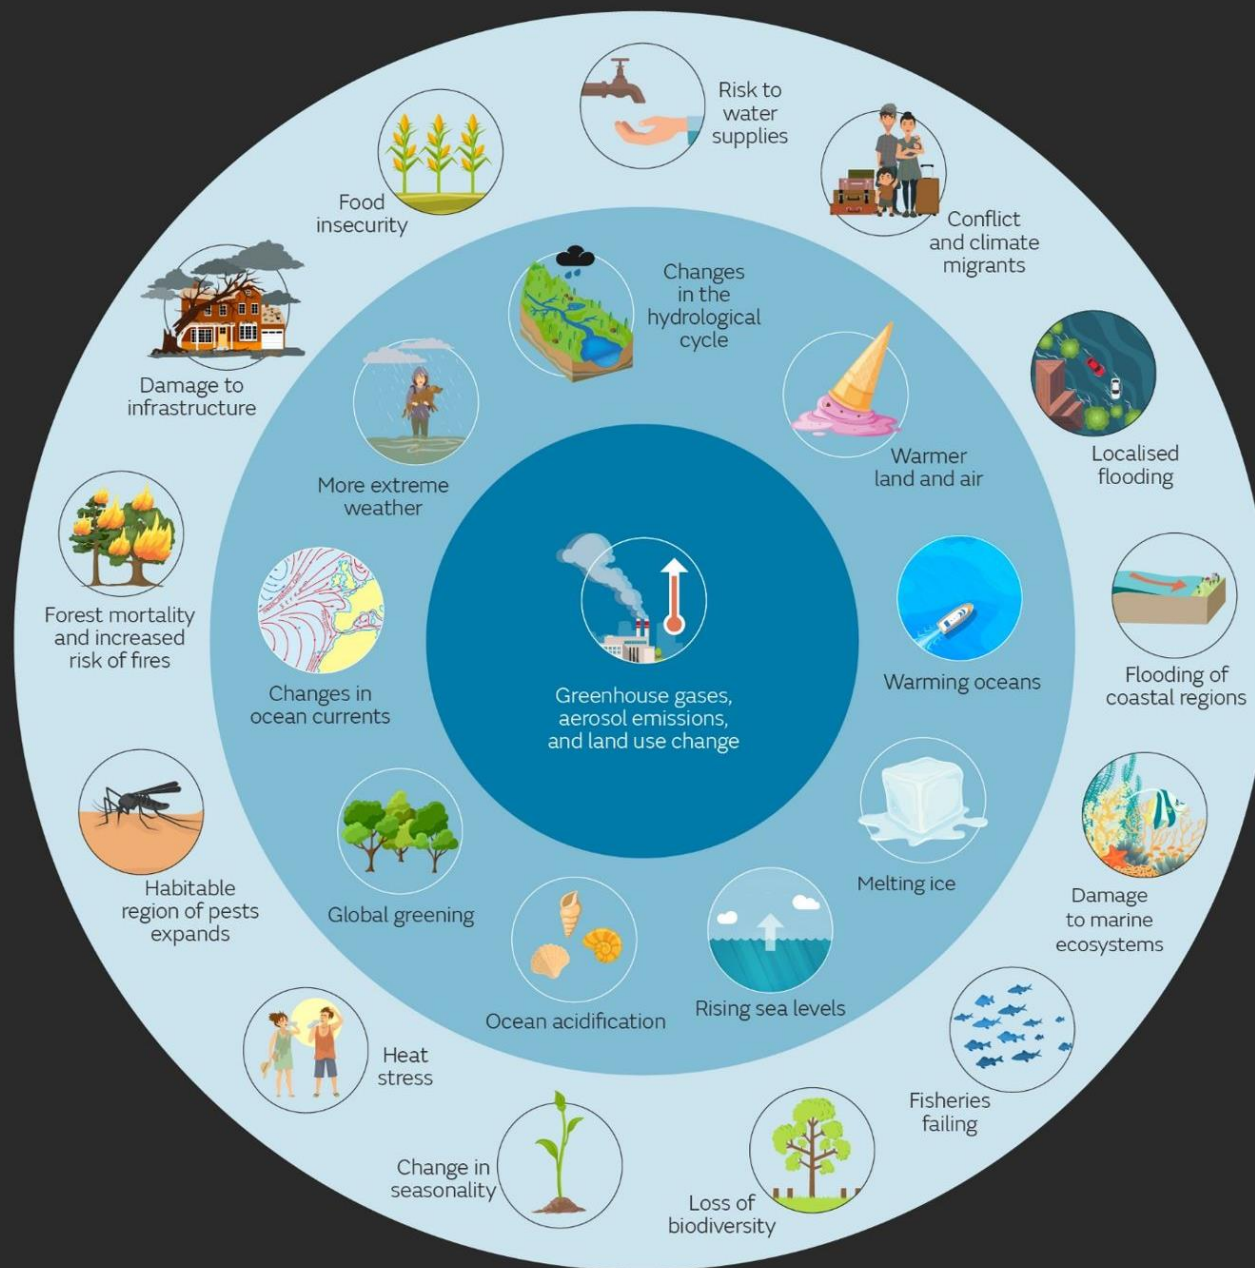 Risk to
water
supplies
Conflict
and climate
migrants
Localised
flooding
Flooding of
coastal regions
Damage
to marine
ecosystems
Fisheries
failing
Loss of
biodiversity
Change in
seasonality
Heat
stress
Habitable
region of pests
expands
Forest mortality
and increased
risk of fires
Damage to
infrastructure
Food
insecurity
Changes
in the
hydrological
cycle
Warmer
land and air
Warming oceans
Melting ice
Rising sea levels
Ocean acidification
Global greening
Changes in
ocean currents
More extreme
weather
Greenhouse gases,
aerosol emissions,
and land use change